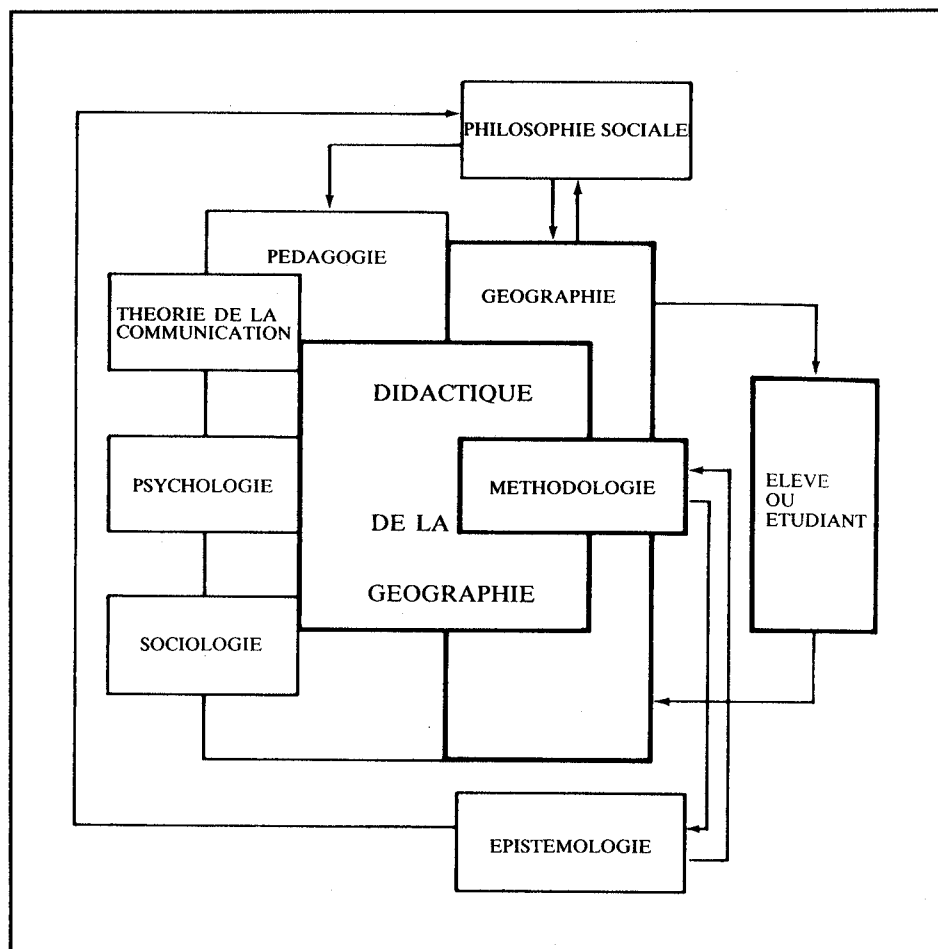 PHILOSOPHIE SOCIALE
PEDAGOGIE
GEOGRAPHIE
THEORIE DE LA
COMMUNICATION
DIDACTIQUE
PSYCHOLOGIE
METHODOLOGIE
ELEVE
OU
ETUDIANT
DE LA
GEOGRAPHIE
SOCIOLOGIE
EPISTEMOLOGIE